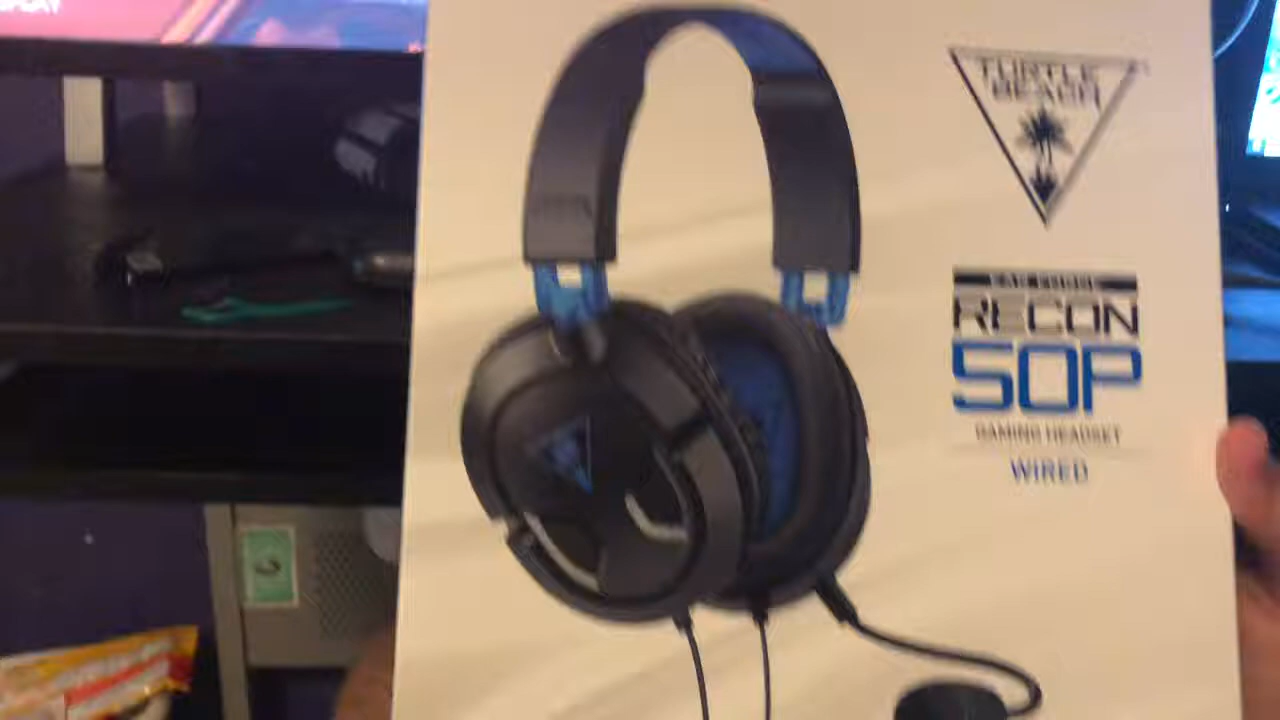 TURTLE
BEACH
RECON
50P
GAMING HEADSET
WIRED